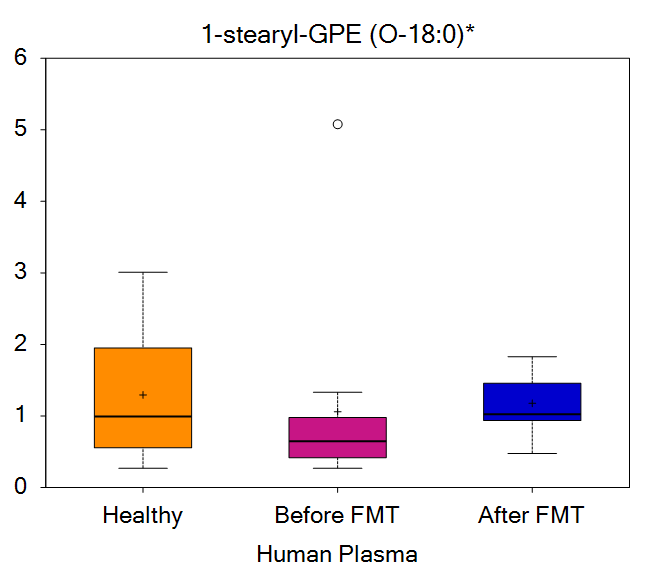 1-stearyl-GPE (O-18:0)*
6
5
4
3
2
1
0
Healthy Before FMT After FMT
Human Plasma